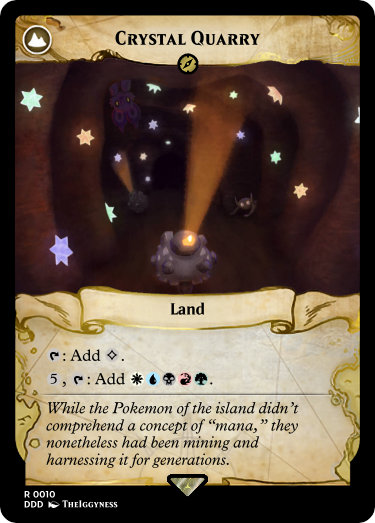 CRYSTAL QUARRY
Land
: Add .
5 , : Add .
While the Pokemon of the island didn't
comprehend a concept of “mana,” they
nonetheless had been mining and
harnessing it for generations.
R 0010
DDD TheIggyness